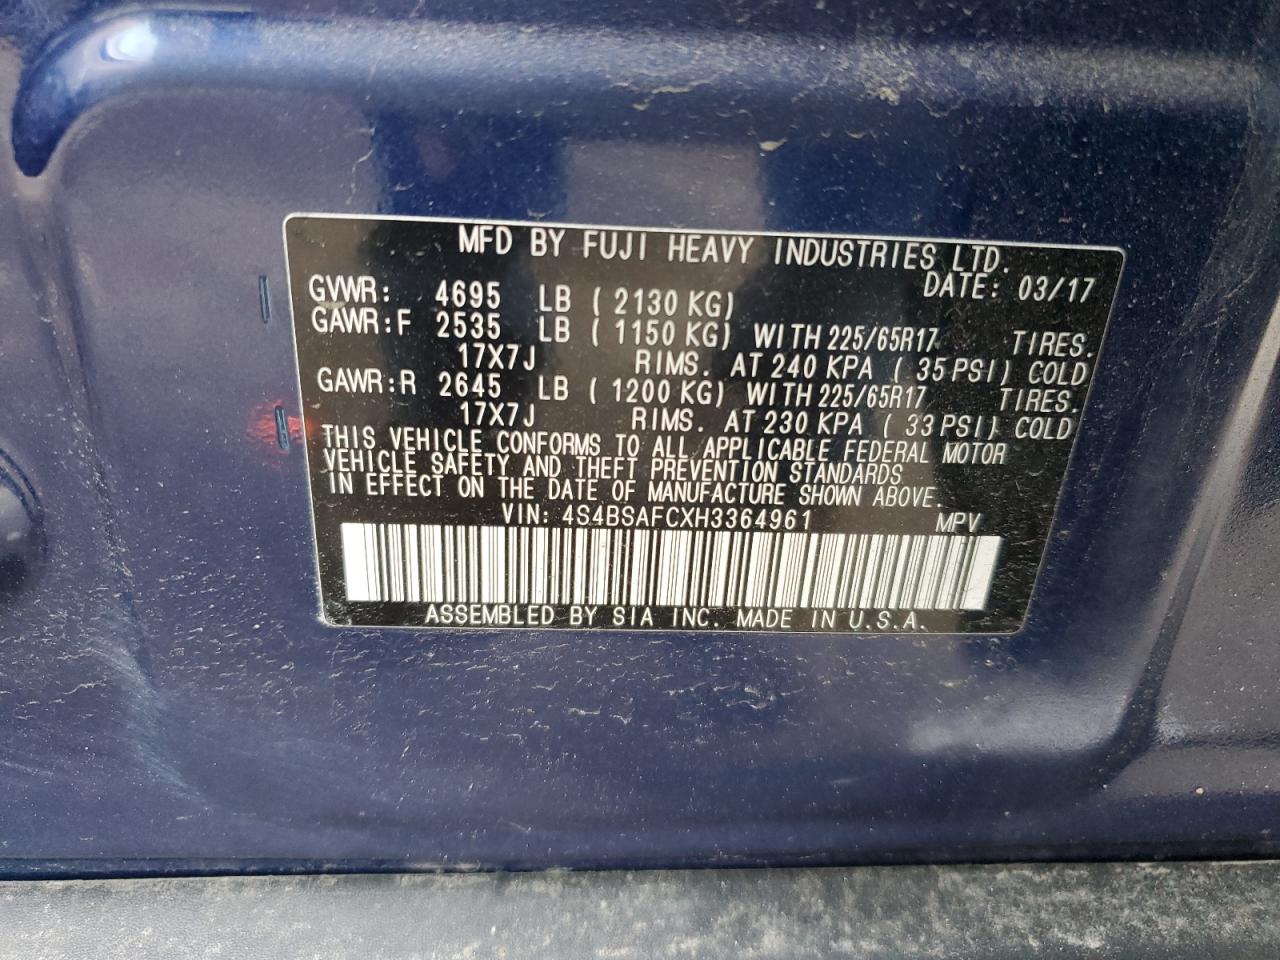 MFD BY FUJI HEAVY INDUSTRIES LTD.
DATE: 03/17
GVWR: 4695 LB ( 2130 KG)
GAWR:F 2535 LB ( 1150 KG) WITH 225/65R17 TIRES.
17X7J RIMS. AT 240 KPA ( 35 PSI) COLD
GAWR:R 2645 LB ( 1200 KG) WITH 225/65R17 TIRES.
17X7J RIMS. AT 230 KPA ( 33 PSI) COLD
THIS VEHICLE CONFORMS TO ALL APPLICABLE FEDERAL MOTOR
VEHICLE SAFETY AND THEFT PREVENTION STANDARDS
IN EFFECT ON THE DATE OF MANUFACTURE SHOWN ABOVE.
VIN: 4S4BSAFCXH3364961 MPV
ASSEMBLED BY SIA INC. MADE IN U.S.A.